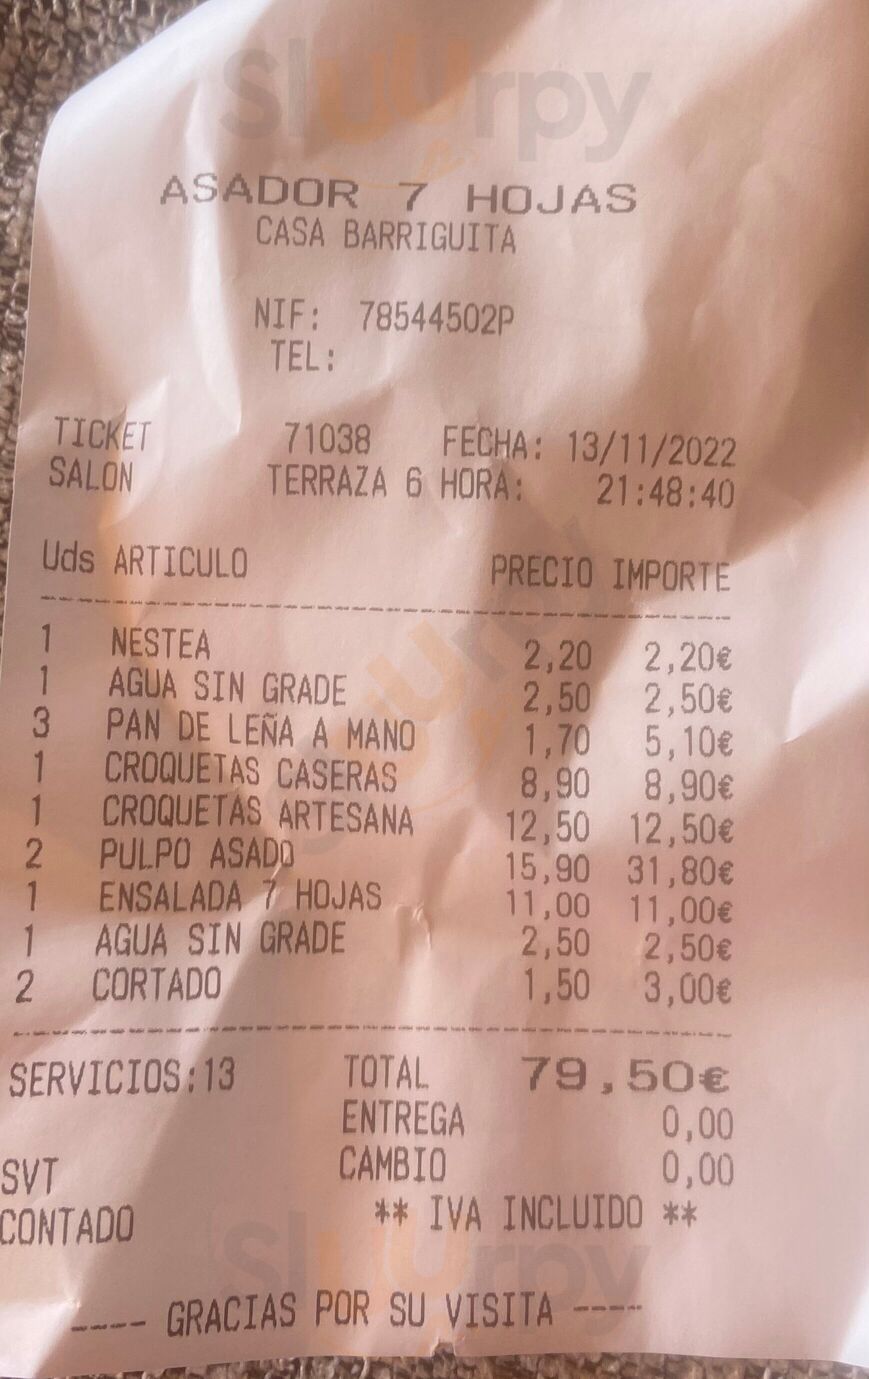 Sluurpy
ASADOR 7 HOJAS
CASA BARRIGUITA
NIF: 78544502P
TEL:
TICKET 71038 FECHA: 13/11/2022
SALON TERRAZA 6 HORA: 21:48:40
Uds ARTICULO PRECIO IMPORTE
1 NESTEA 2,20 2,20€
1 AGUA SIN GRADE 2,50 2,50€
3 PAN DE LEÑA A MANO 1,70 5,10€
1 CROQUETAS CASERAS 8,90 8,90€
1 CROQUETAS ARTESANA 12,50 12,50€
2 PULPO ASADO 15,90 31,80€
1 ENSALADA 7 HOJAS 11,00 11,00€
1 AGUA SIN GRADE 2,50 2,50€
2 CORTADO 1,50 3,00€
SERVICIOS:13 TOTAL 79,50€
ENTREGA 0,00
SVT CAMBIO 0,00
CONTADO ** IVA INCLUIDO **
Sluurpy
---- GRACIAS POR SU VISITA ----